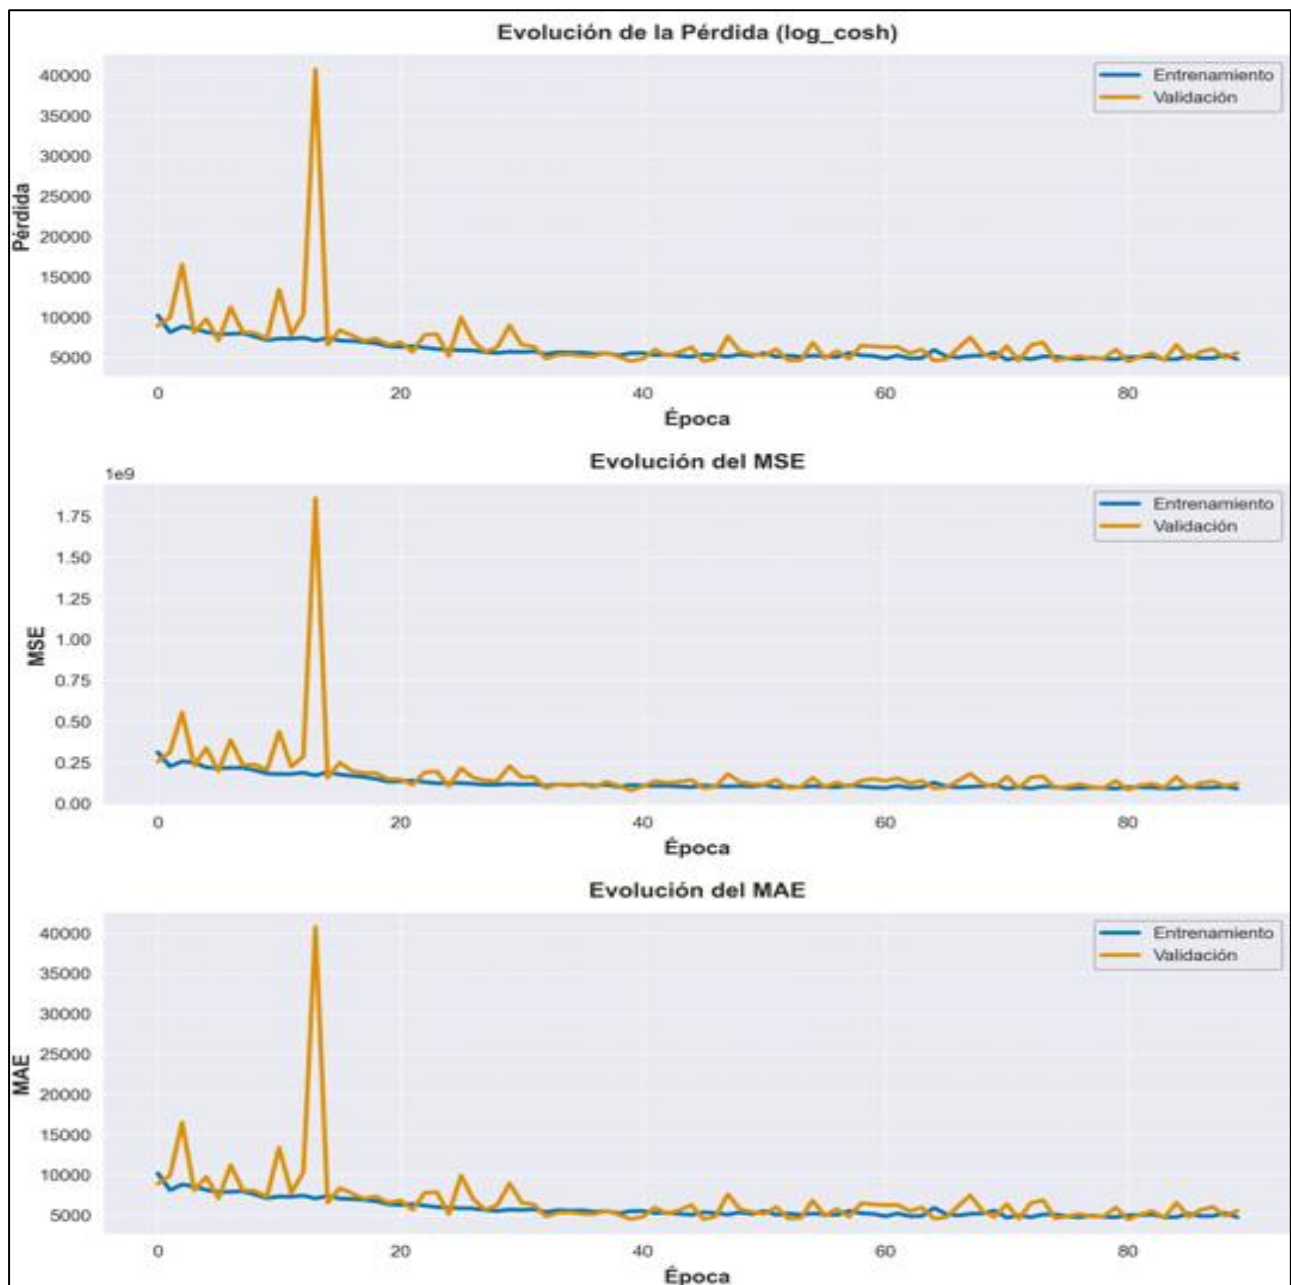 Evolución de la Pérdida (log_cosh)
40000
35000
30000
25000
20000
15000
10000
5000
Pérdida
Entrenamiento
Validación
0 20 40 60 80
Época
Evolución del MSE
1e9
1.75
1.50
1.25
1.00
0.75
0.50
0.25
0.00
MSE
Entrenamiento
Validación
0 20 40 60 80
Época
Evolución del MAE
40000
35000
30000
25000
20000
15000
10000
5000
MAE
Entrenamiento
Validación
0 20 40 60 80
Época